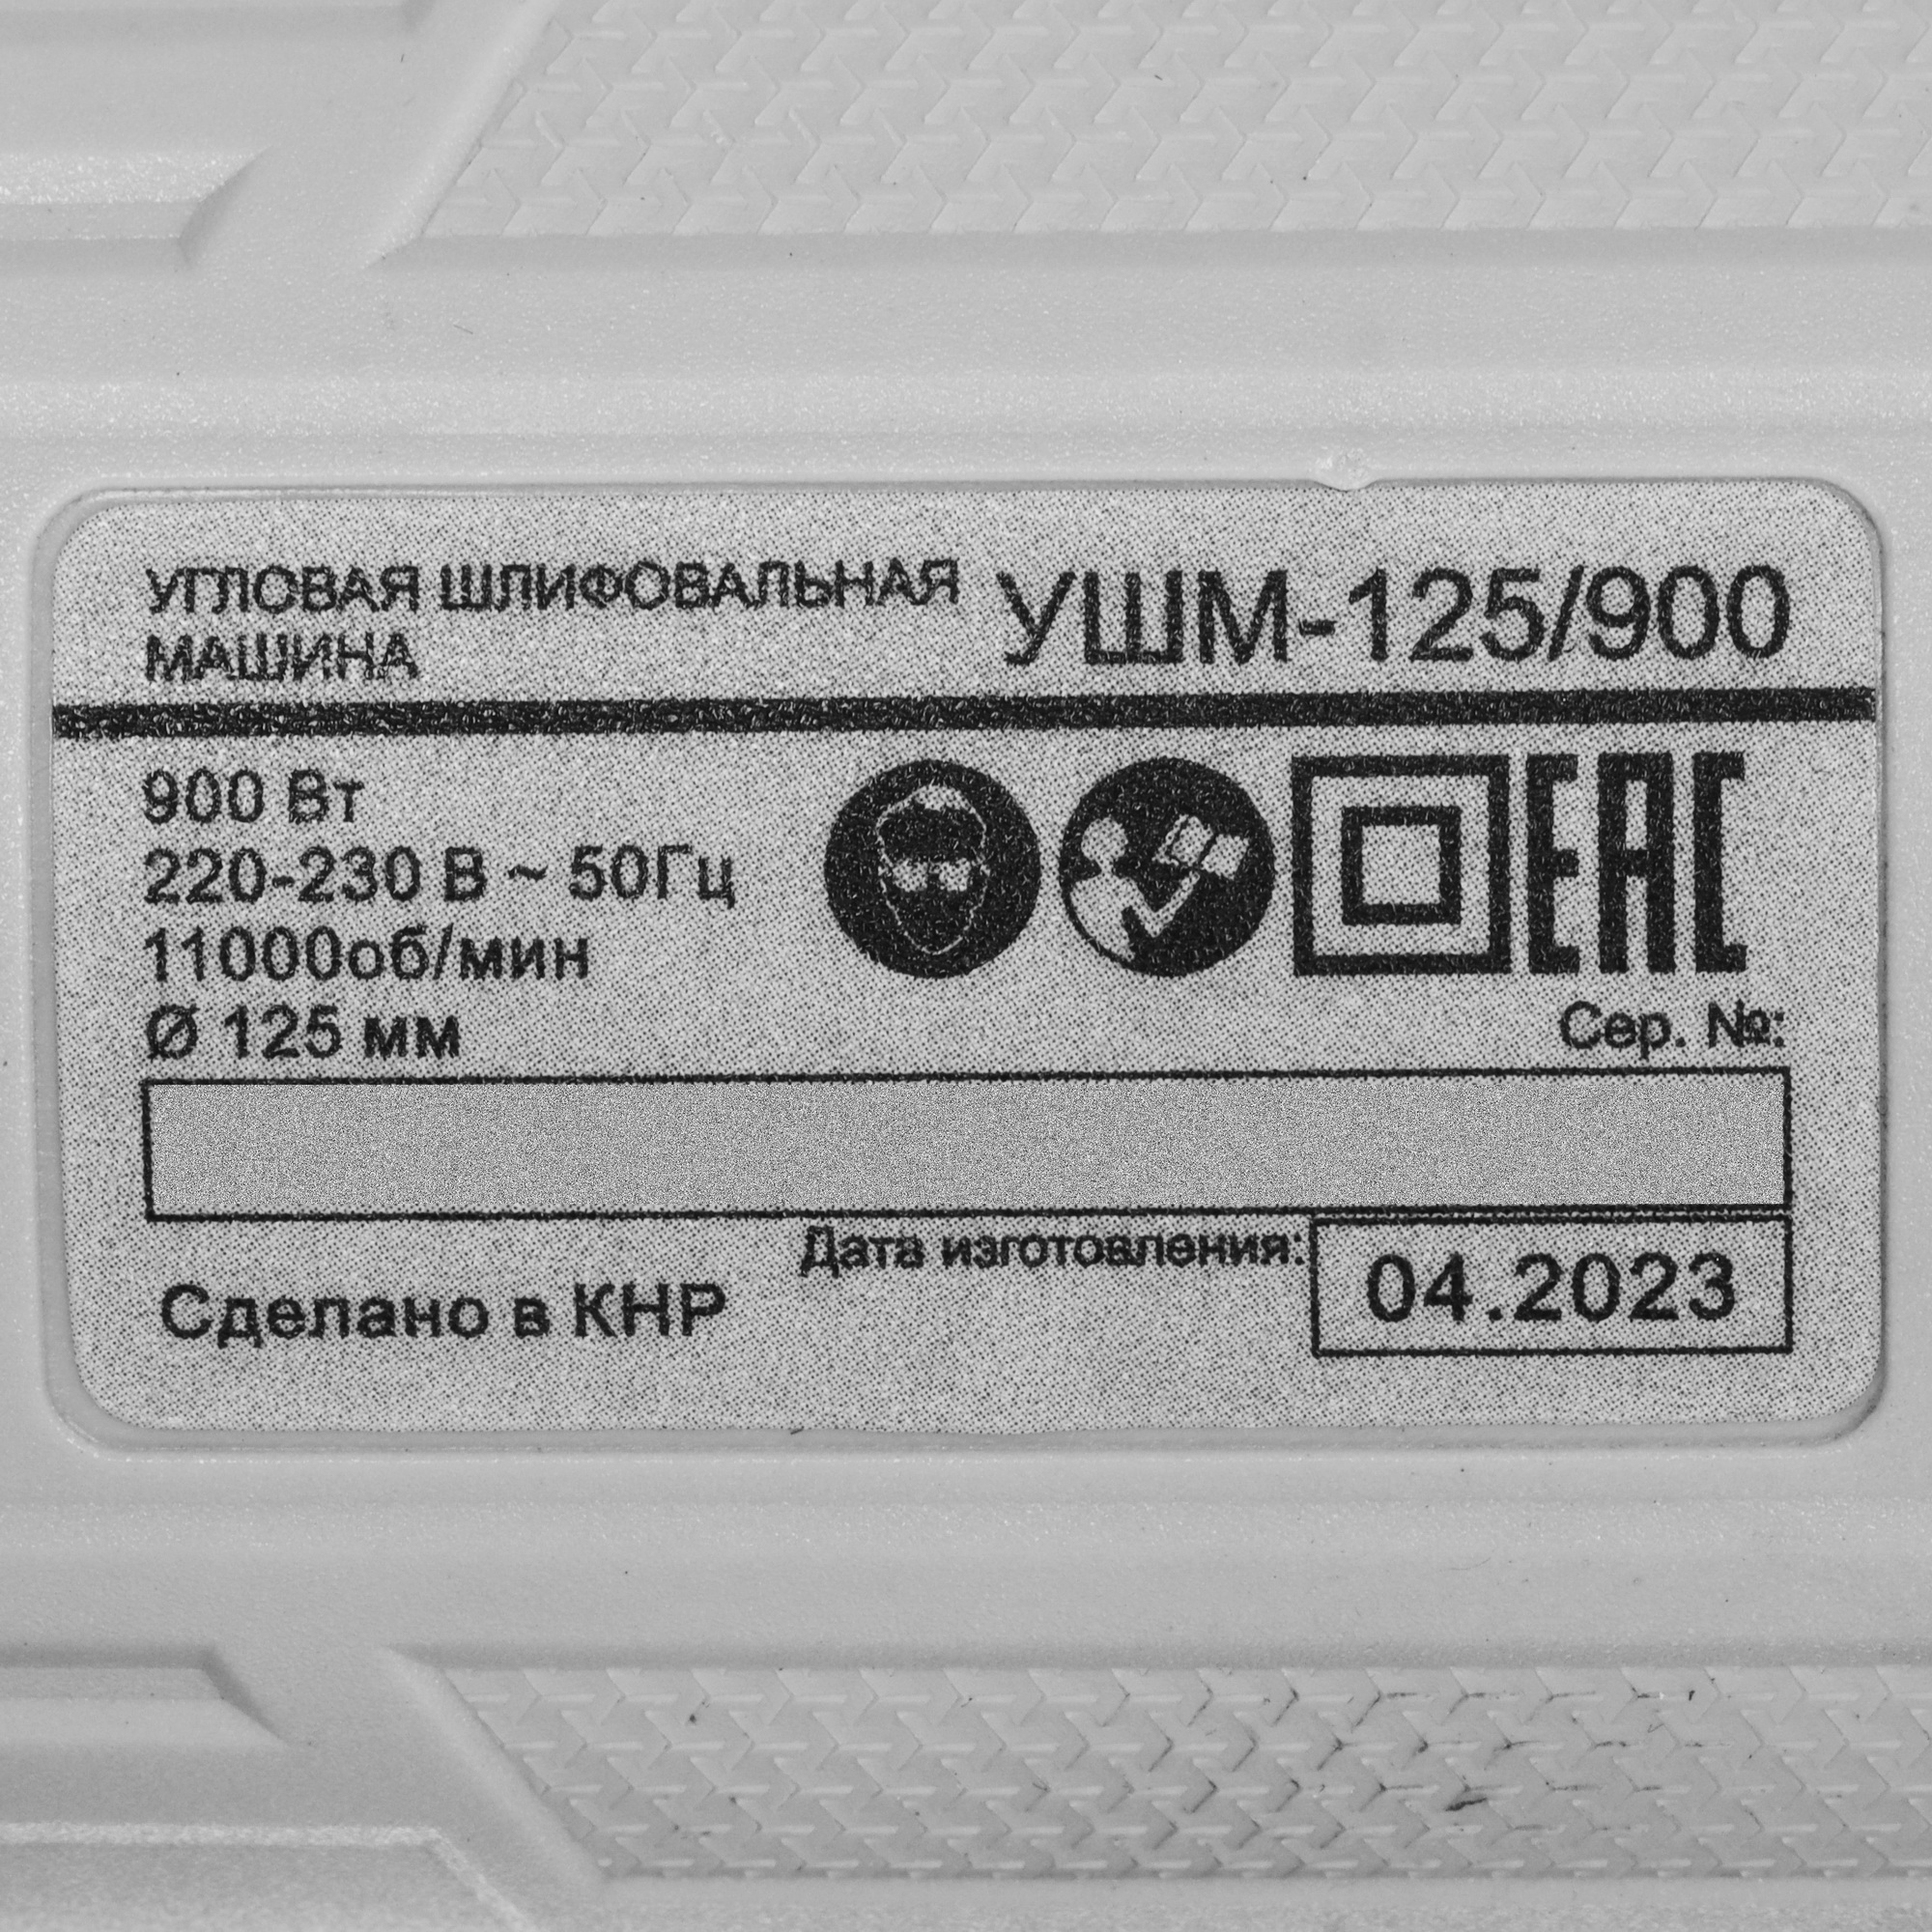 УГЛОВАЯ ШЛИФОВАЛЬНАЯ
МАШИНА
УШМ-125/900
900 Вт
220-230 В ~ 50Гц
11000об/мин
Ø 125 мм
EAC
Сер. №:
Дата изготовления:
04.2023
Сделано в КНР